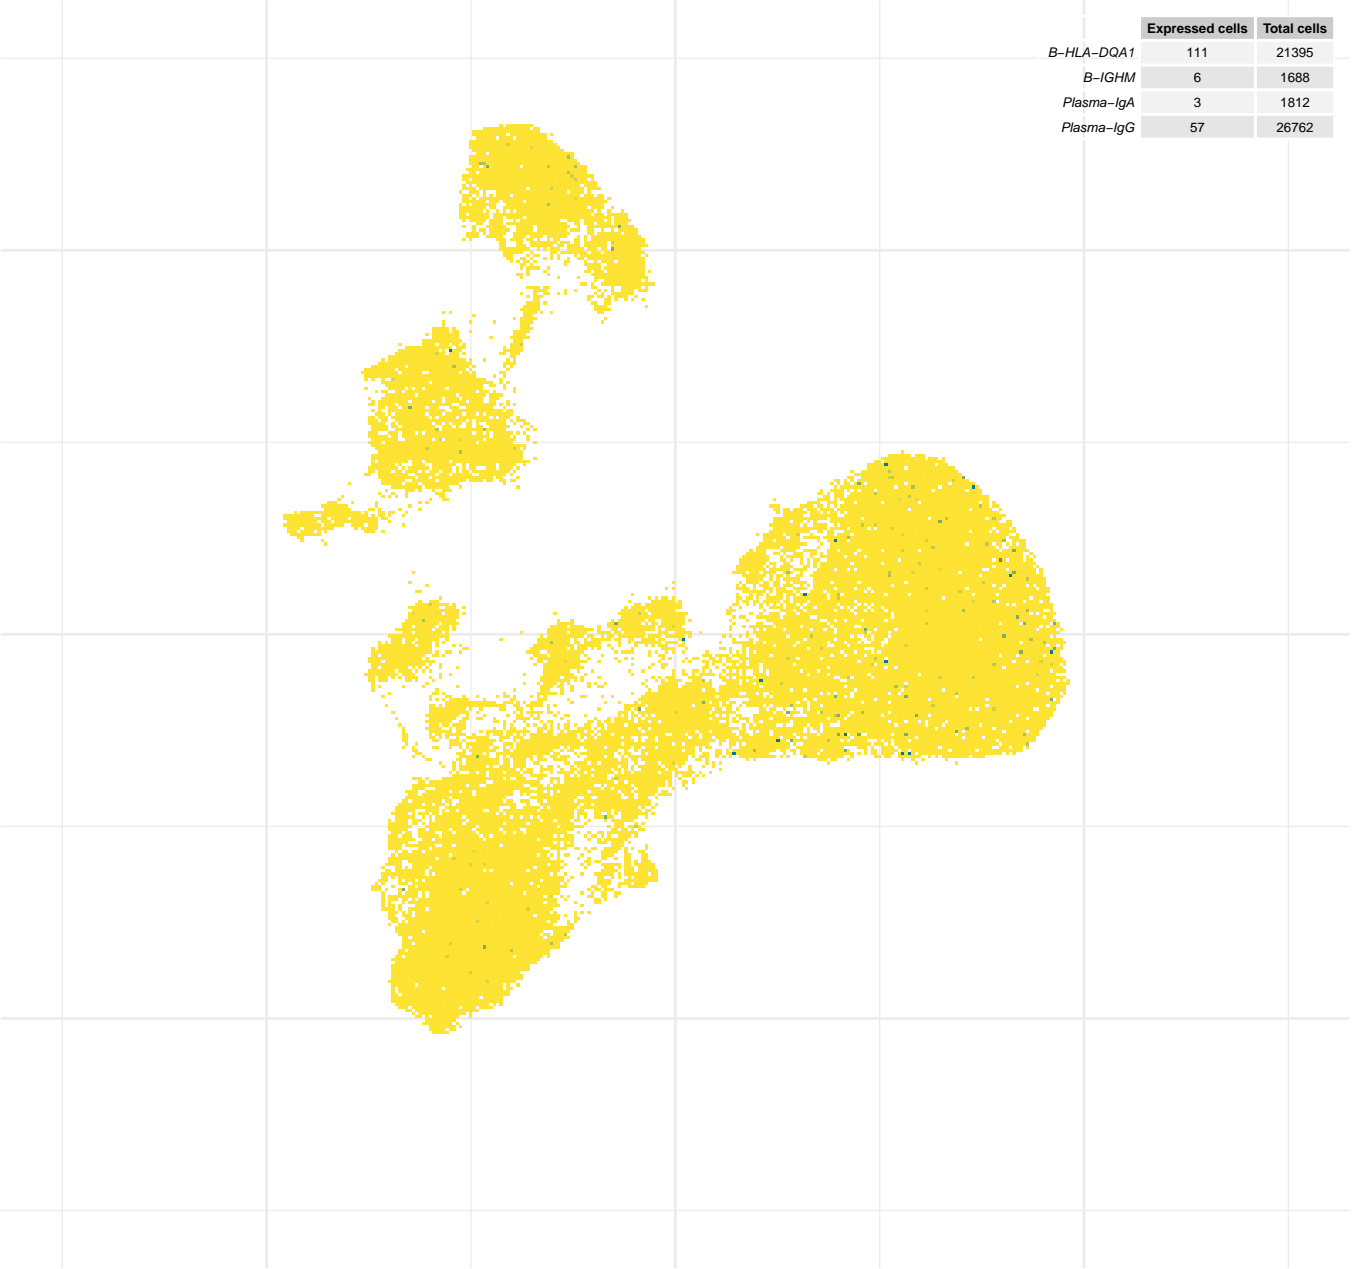 Expressed cells Total cells
B−HLA−DQA1 111 21395
B−IGHM 6 1688
Plasma−IgA 3 1812
Plasma−IgG 57 26762